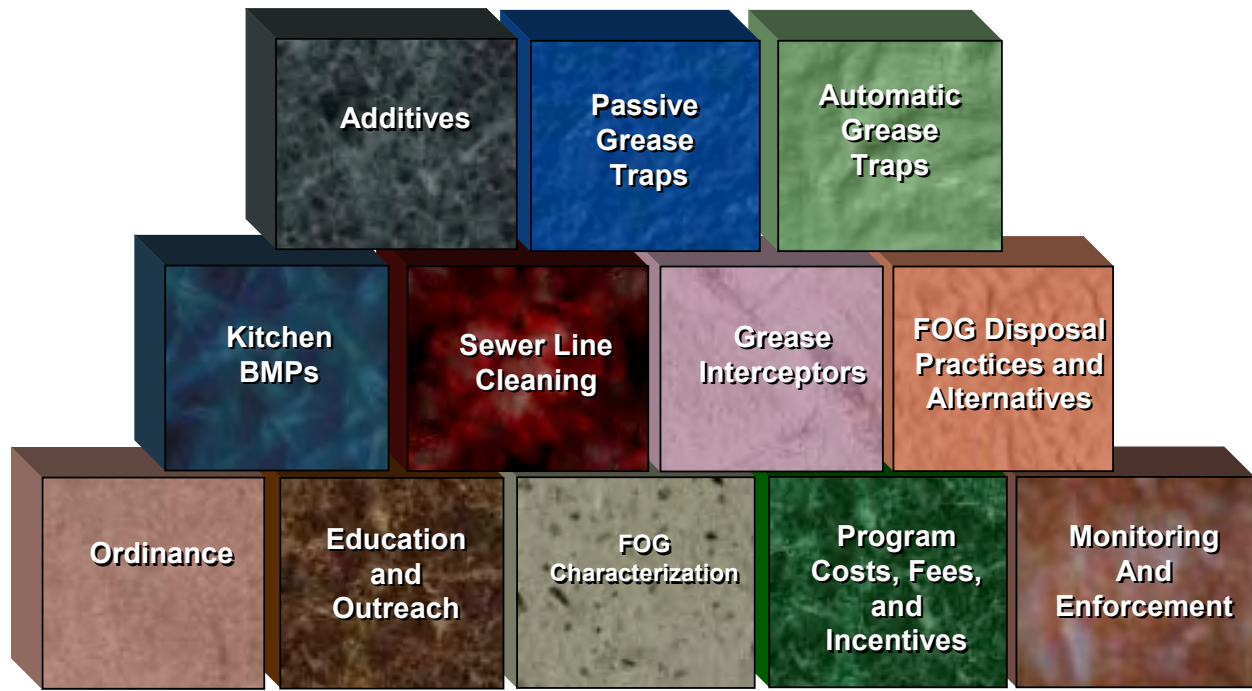 Additives
Passive
Grease
Traps
Automatic
Grease
Traps
Kitchen
BMPs
Sewer Line
Cleaning
Grease
Interceptors
FOG Disposal
Practices and
Alternatives
Ordinance
Education
and
Outreach
FOG
Characterization
Program
Costs, Fees,
and
Incentives
Monitoring
And
Enforcement